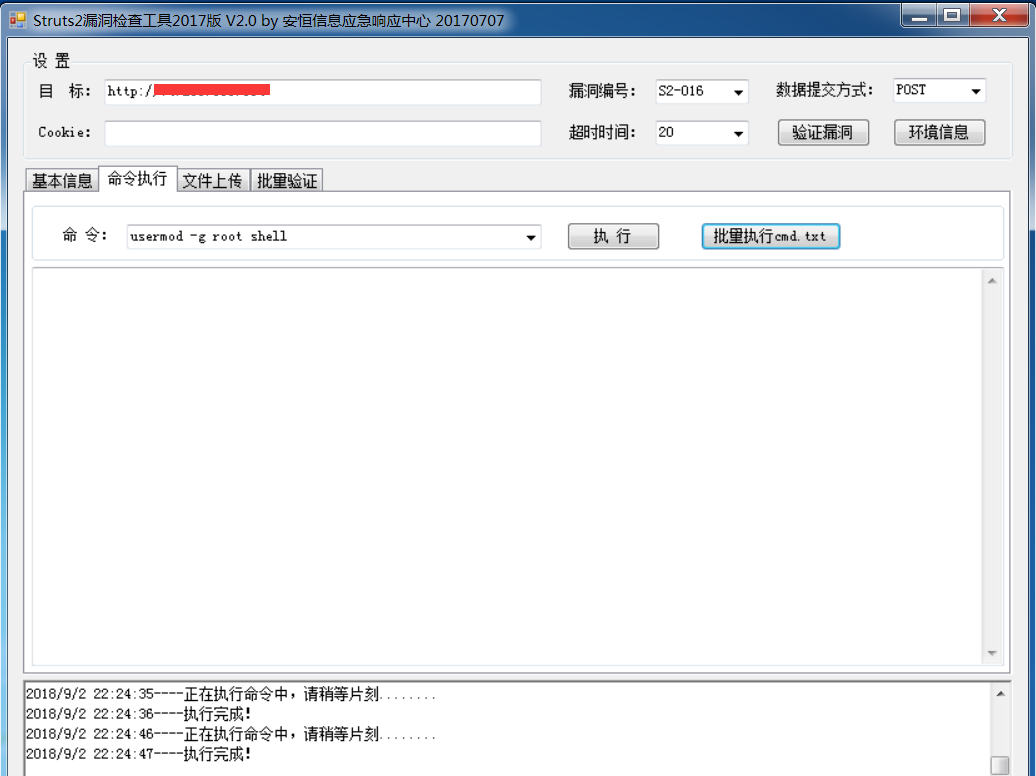 Struts2漏洞检查工具2017版 V2.0 by 安恒信息应急响应中心 20170707
设 置
目 标: http:/ 漏洞编号: S2-016 数据提交方式: POST
Cookie: 超时时间: 20 验证漏洞 环境信息
基本信息 命令执行 文件上传 批量验证
命 令: usermod -g root shell 执 行 批里执行cmd.txt
2018/9/2 22:24:35----正在执行命令中，请稍等片刻........
2018/9/2 22:24:36----执行完成!
2018/9/2 22:24:46----正在执行命令中，请稍等片刻........
2018/9/2 22:24:47----执行完成!